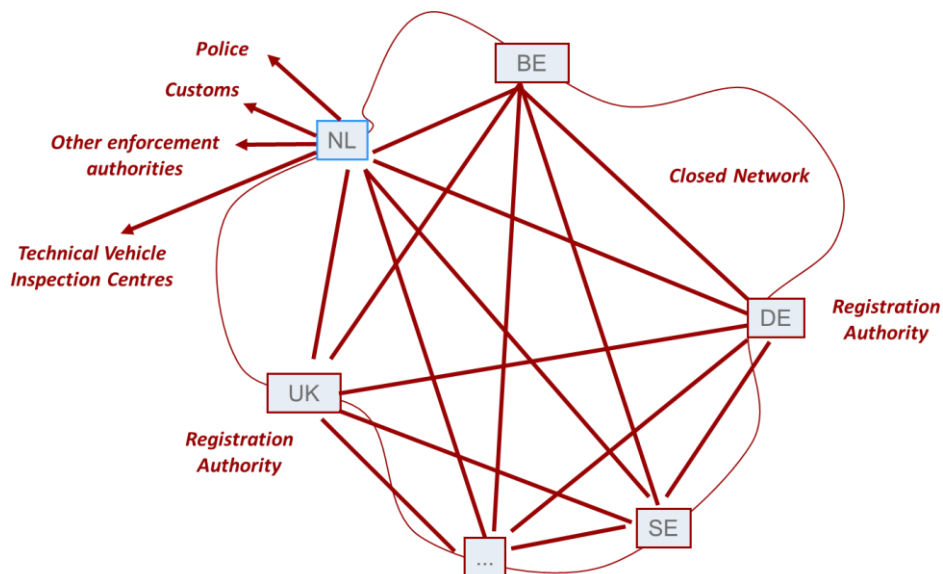 Police
BE
Customs
NL
Other enforcement
authorities
Closed Network
Technical Vehicle
Inspection Centres
DE
Registration
Authority
UK
Registration
Authority
SE
...